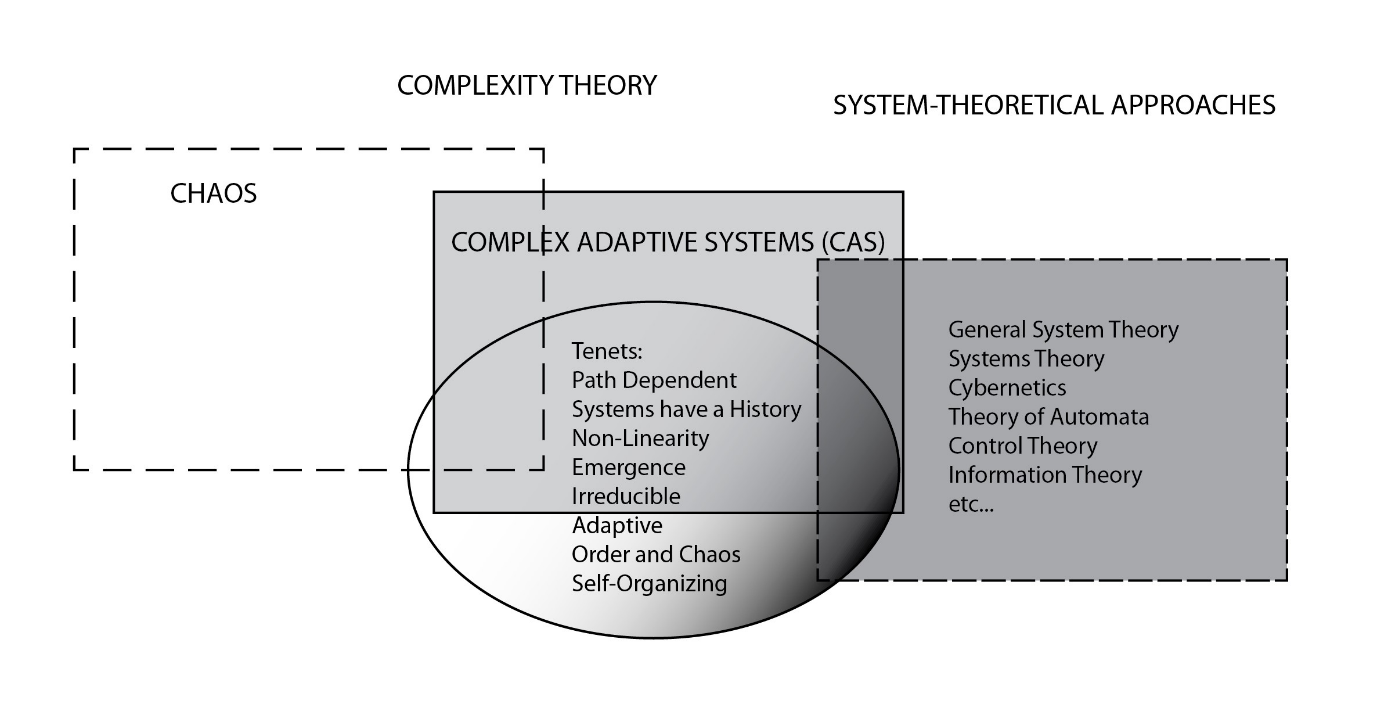 COMPLEXITY THEORY
SYSTEM-THEORETICAL APPROACHES
CHAOS
COMPLEX ADAPTIVE SYSTEMS (CAS)
Tenets:
Path Dependent
Systems have a History
Non-Linearity
Emergence
Irreducible
Adaptive
Order and Chaos
Self-Organizing
General System Theory
Systems Theory
Cybernetics
Theory of Automata
Control Theory
Information Theory
etc...